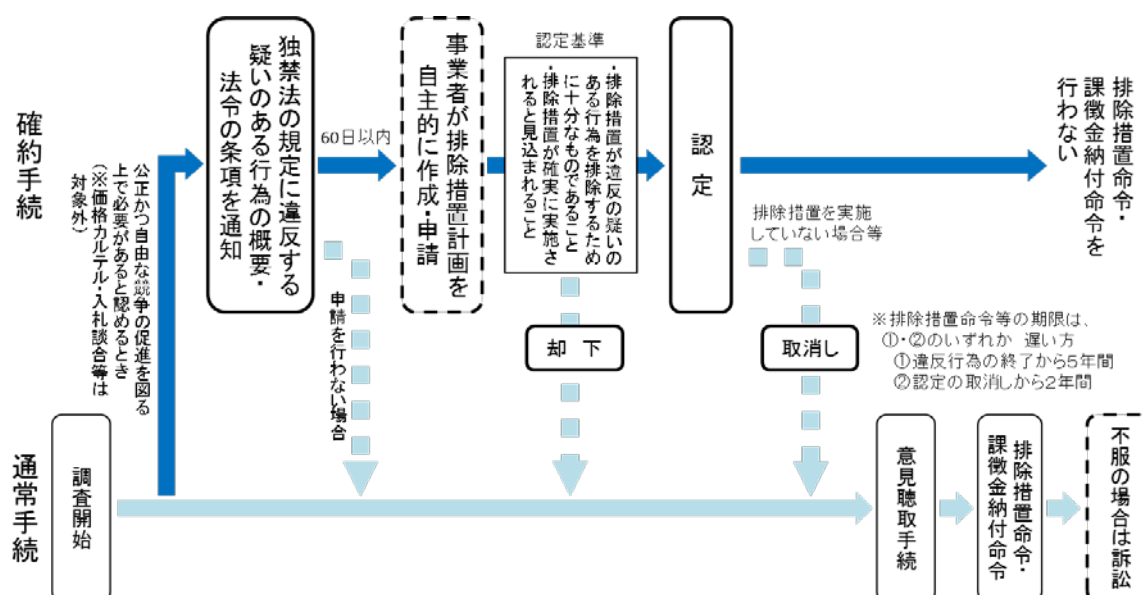 確約手続
公正かつ自由な競争の促進を図る
上で必要があると認めるとき
（※価格カルテル・入札談合等は
対象外）
独禁法の規定に違反する
疑いのある行為の概要・
法令の条項を通知
60日以内
申請を行わない場合
事業者が排除措置計画を
自主的に作成・申請
認定基準
・排除措置が違反の疑いの
ある行為を排除するため
に十分なものであること
・排除措置が確実に実施さ
れると見込まれること
却 下
認 定
排除措置を実施
していない場合等
取消し
排除措置命令・
課徴金納付命令を
行わない
※排除措置命令等の期限は、
①・②のいずれか 遅い方
①違反行為の終了から5年間
②認定の取消しから2年間
通常手続
調査開始
意見聴取手続
排除措置命令・
課徴金納付命令
不服の場合は訴訟